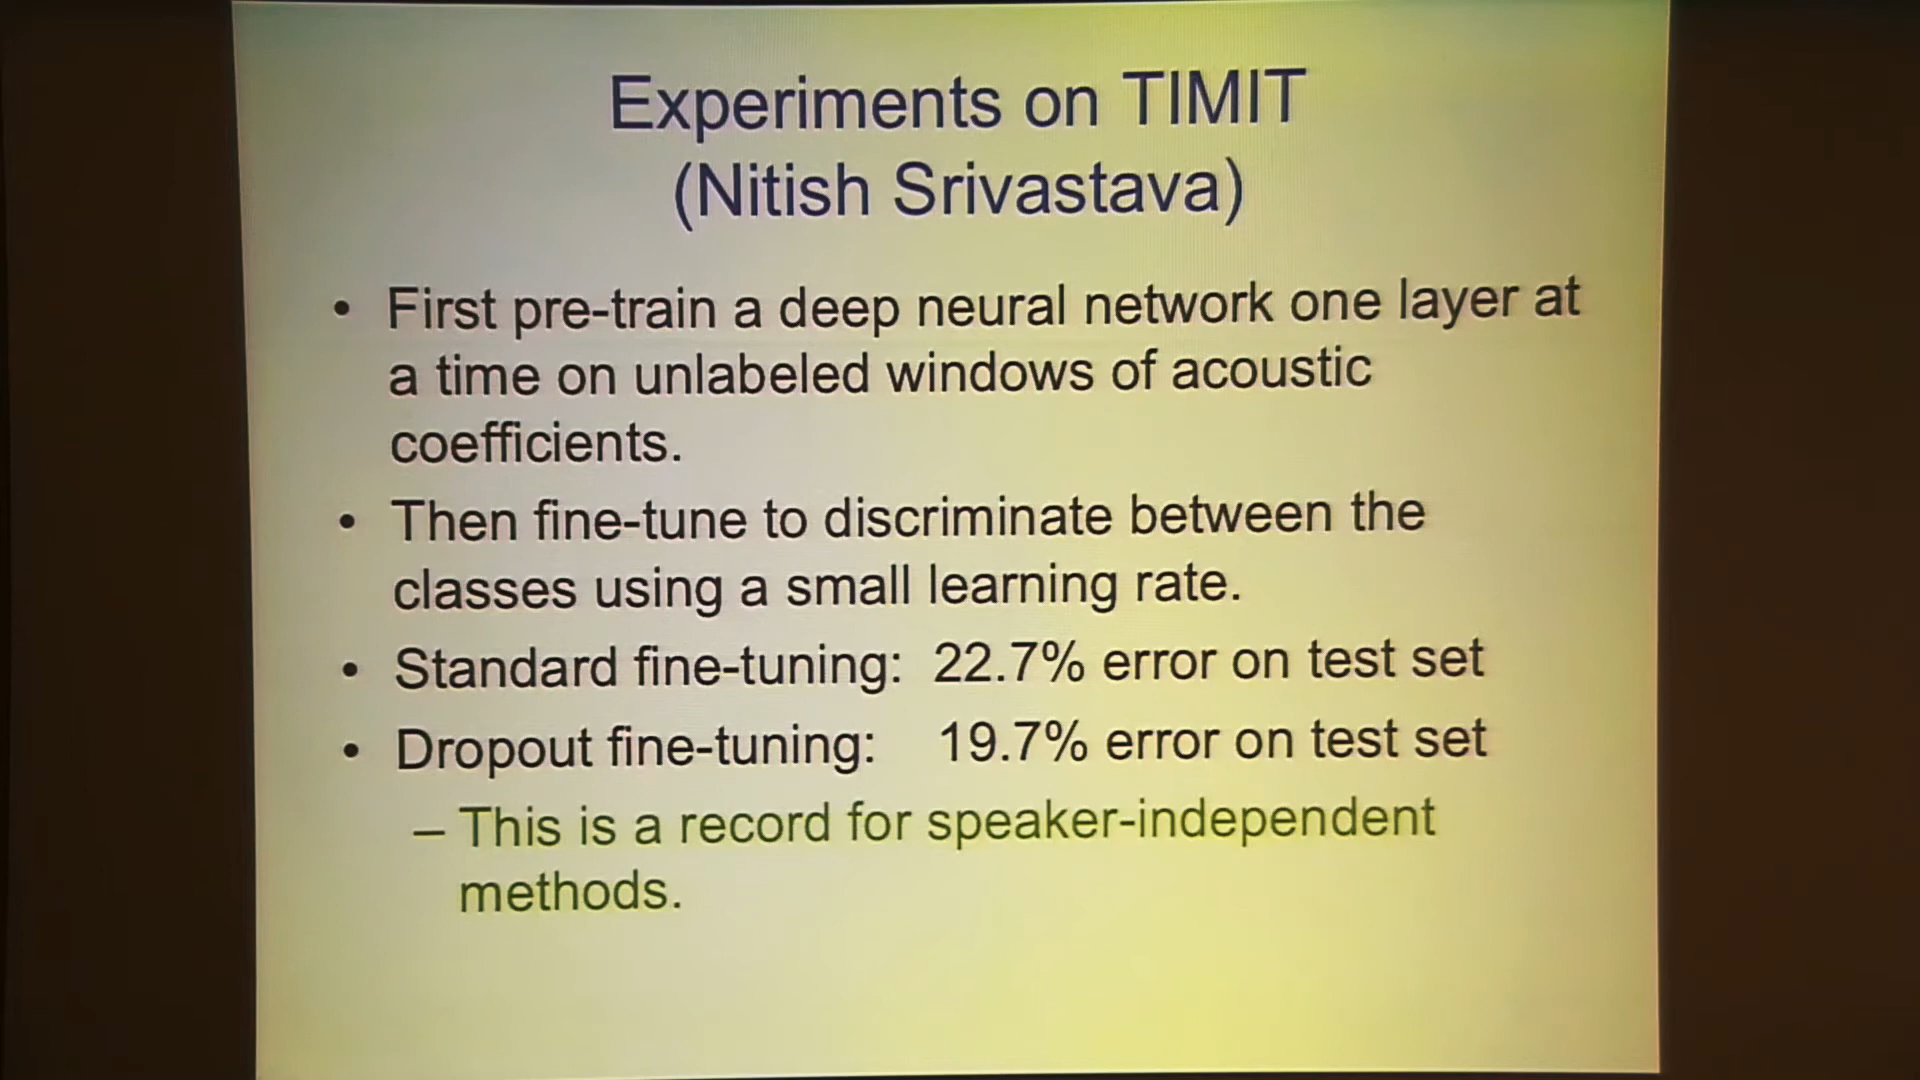 Experiments on TIMIT
(Nitish Srivastava)
• First pre-train a deep neural network one layer at
a time on unlabeled windows of acoustic
coefficients.
• Then fine-tune to discriminate between the
classes using a small learning rate.
• Standard fine-tuning: 22.7% error on test set
• Dropout fine-tuning: 19.7% error on test set
– This is a record for speaker-independent
methods.